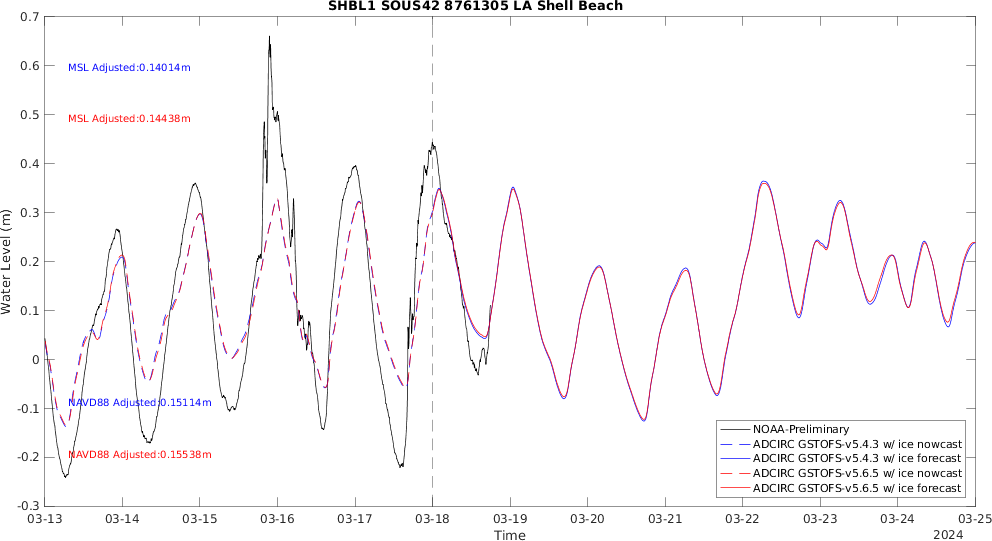 SHBL1 SOUS42 8761305 LA Shell Beach
0.7
0.6
0.5
0.4
0.3
0.2
0.1
0
-0.1
-0.2
-0.3
Water Level (m)
MSL Adjusted:0.14014m
MSL Adjusted:0.14438m
NAVD88 Adjusted:0.15114m
NAVD88 Adjusted:0.15538m
NOAA-Preliminary
ADCIRC GSTOFS-v5.4.3 w/ ice nowcast
ADCIRC GSTOFS-v5.4.3 w/ ice forecast
ADCIRC GSTOFS-v5.6.5 w/ ice nowcast
ADCIRC GSTOFS-v5.6.5 w/ ice forecast
03-13 03-14 03-15 03-16 03-17 03-18 03-19 03-20 03-21 03-22 03-23 03-24 03-25
Time
2024